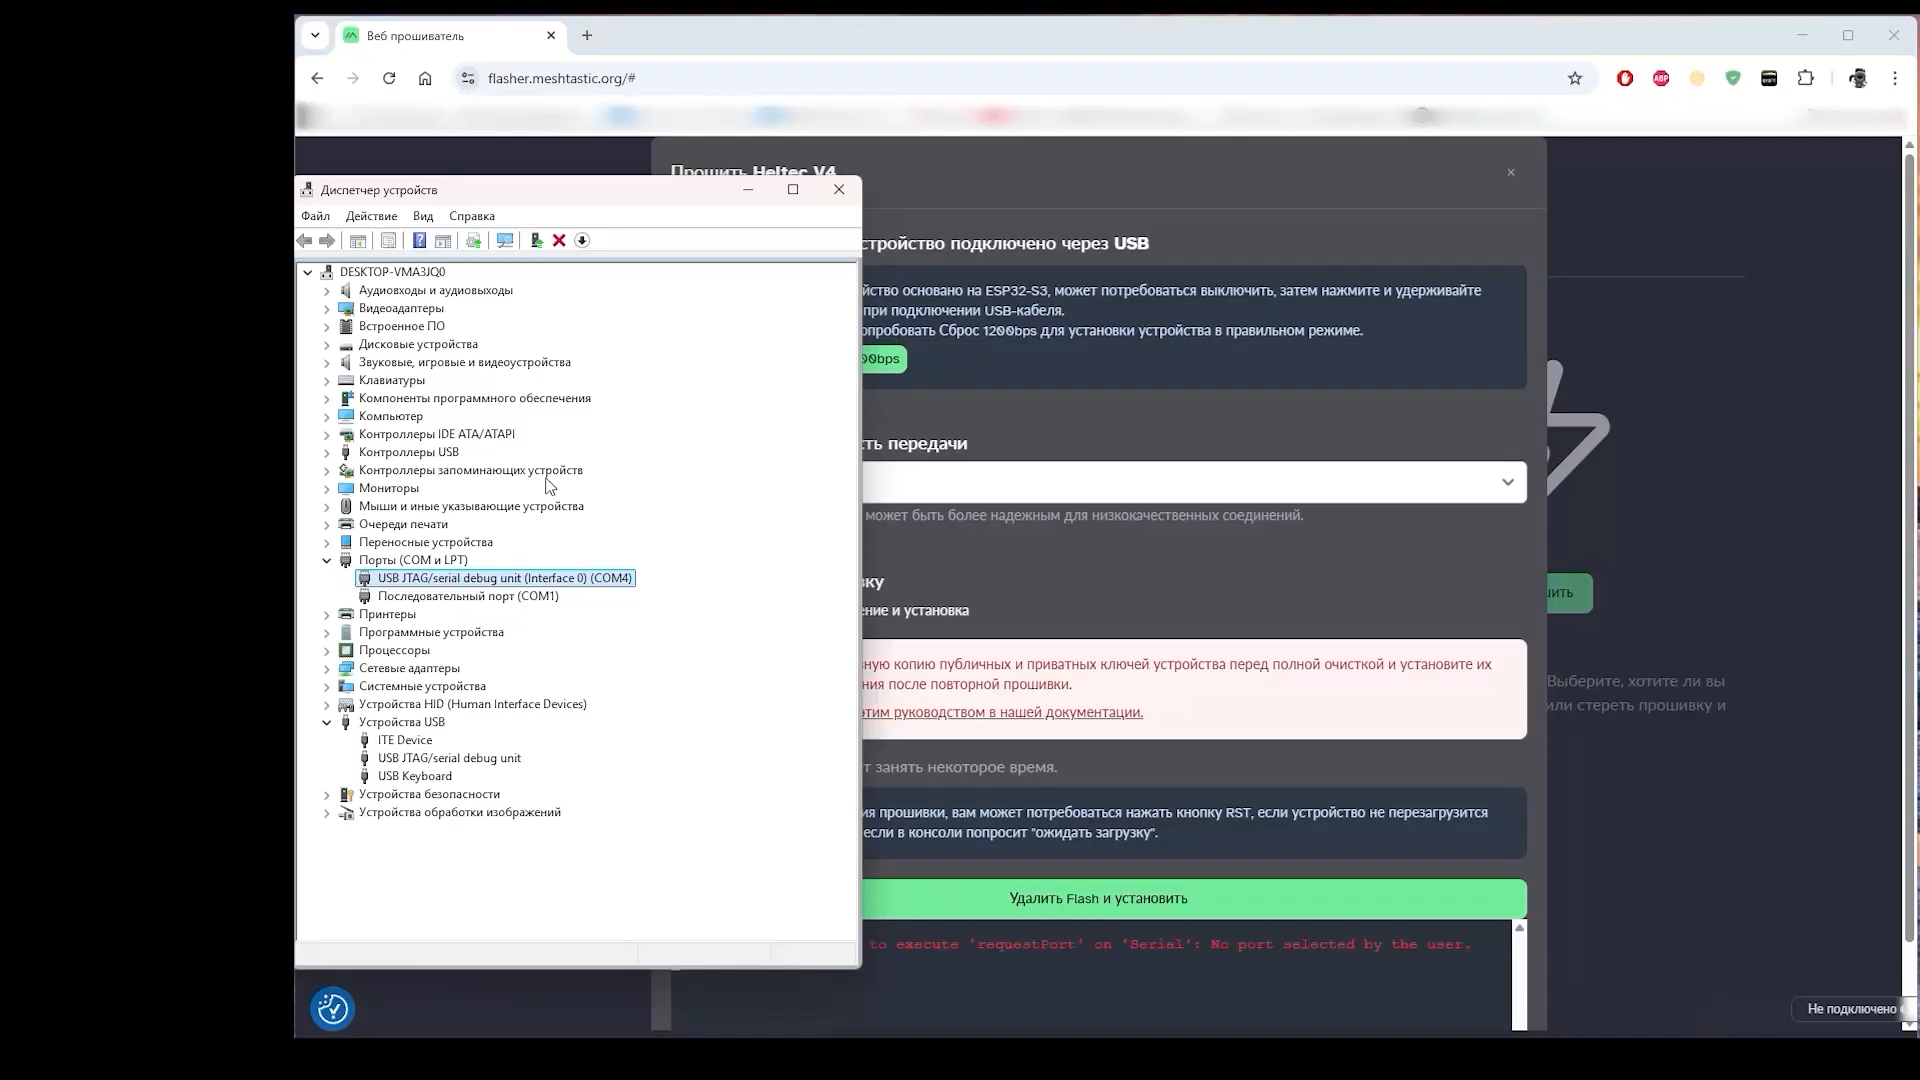 Веб прошиватель
flasher.meshtastic.org/#
Прошить Heltec V4
Диспетчер устройств
Файл Действие Вид Справка
DESKTOP-VMA3JQ0
Аудиовходы и аудиовыходы
Видеоадаптеры
Встроенное ПО
Дисковые устройства
Звуковые, игровые и видеоустройства
Клавиатуры
Компоненты программного обеспечения
Компьютер
Контроллеры IDE ATA/ATAPI
Контроллеры USB
Контроллеры запоминающих устройств
Мониторы
Мыши и иные указывающие устройства
Очереди печати
Переносные устройства
Порты (COM и LPT)
USB JTAG/serial debug unit (Interface 0) (COM4)
Последовательный порт (COM1)
Принтеры
Программные устройства
Процессоры
Сетевые адаптеры
Системные устройства
Устройства HID (Human Interface Devices)
Устройства USB
ITE Device
USB JTAG/serial debug unit
USB Keyboard
Устройства безопасности
Устройства обработки изображений
стройство подключено через USB
йство основано на ESP32-S3, может потребоваться выключить, затем нажмите и удерживайте
при подключении USB-кабеля.
опробовать Сброс 1200bps для установки устройства в правильном режиме.
00bps
ть передачи
может быть более надежным для низкокачественных соединений.
ку
ение и установка
ную копию публичных и приватных ключей устройства перед полной очисткой и установите их
ния после повторной прошивки.
этим руководством в нашей документации.
т занять некоторое время.
ия прошивки, вам может потребоваться нажать кнопку RST, если устройство не перезагрузится
если в консоли попросит "ожидать загрузку".
Удалить Flash и установить
to execute 'requestPort' on 'Serial': No port selected by the user.
ить
Выберите, хотите ли вы
или стереть прошивку и
Не подключено
ABP